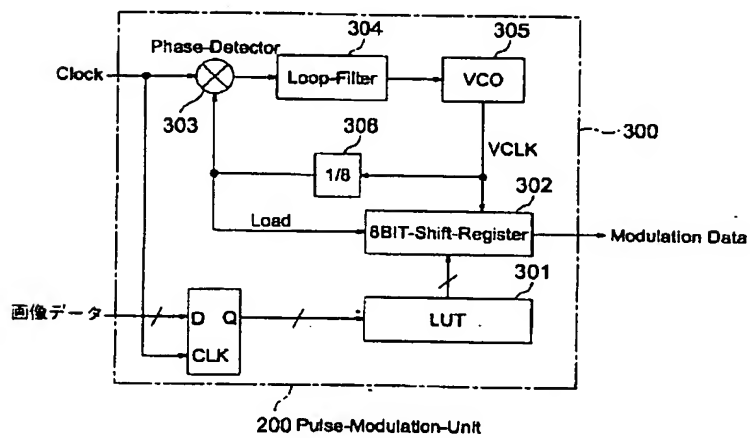 304
305
Phase-Detector
Clock
Loop-Filter
VCO
303
306
300
VCLK
1/8
302
Load
8BIT-Shift-Register
Modulation Data
301
画像データ
D Q
LUT
CLK
200 Pulse-Modulation-Unit